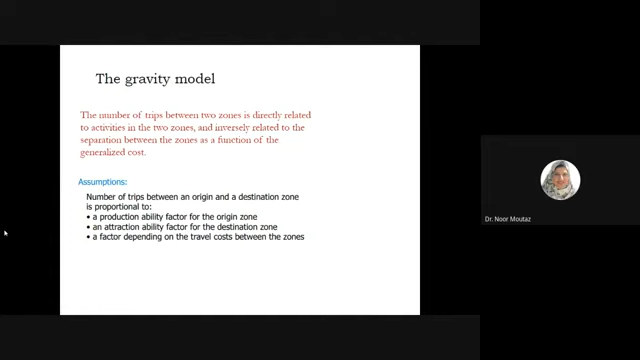 The gravity model
The number of trips between two zones is directly related
to activities in the two zones, and inversely related to the
separation between the zones as a function of the
generalized cost.
Assumptions:
Number of trips between an origin and a destination zone
is proportional to:
• a production ability factor for the origin zone
• an attraction ability factor for the destination zone
• a factor depending on the travel costs between the zones
Dr. Noor Moutaz